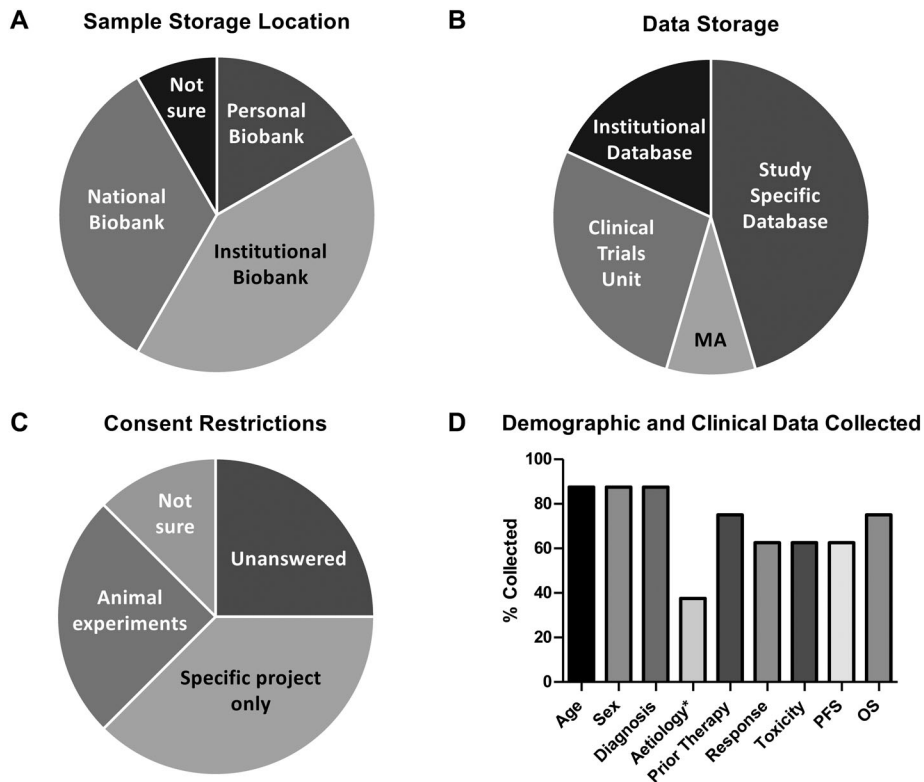 A
Sample Storage Location
Not
sure
Personal
Biobank
National
Biobank
Institutional
Biobank
B
Data Storage
Institutional
Database
Study
Specific
Database
Clinical
Trials
Unit
MA
C
Consent Restrictions
Not
sure
Unanswered
Animal
experiments
Specific project
only
D
Demographic and Clinical Data Collected
% Collected
100
80
60
40
20
0
Age
Sex
Diagnosis
Aetiology*
Prior Therapy
Response
Toxicity
PFS
OS